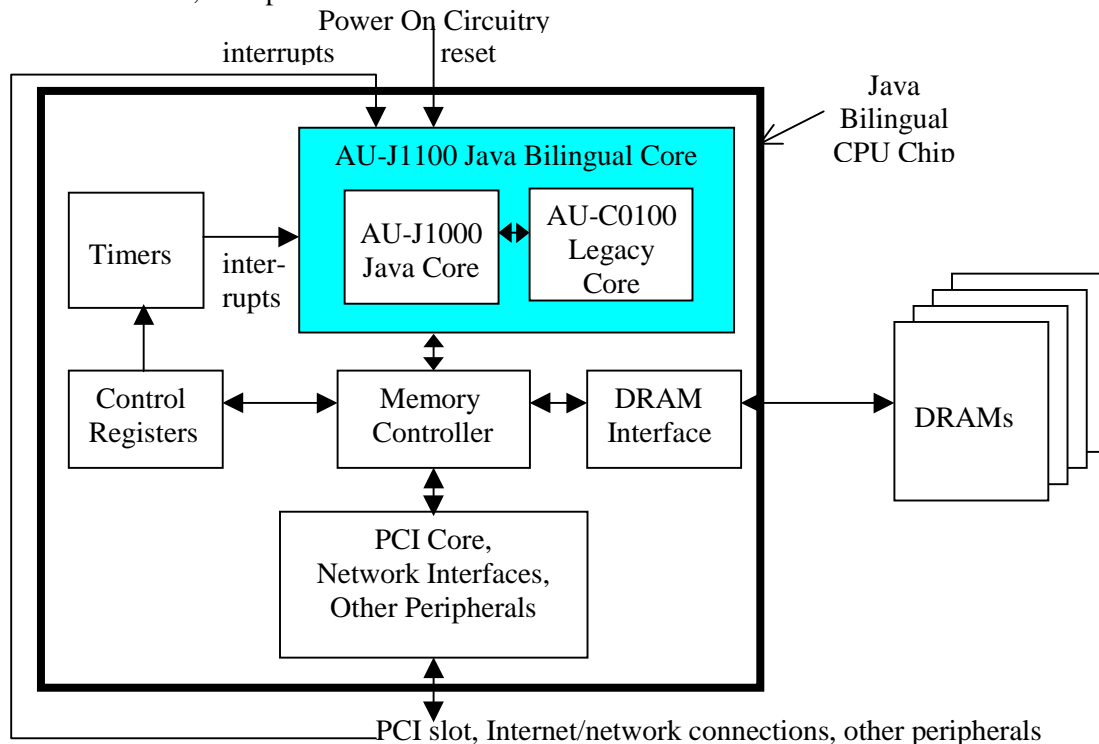 Power On Circuitry
interrupts
reset
Java
Bilingual
CPU Chip
AU-J1100 Java Bilingual Core
AU-J1000
Java Core
AU-C0100
Legacy
Core
Timers
inter-
rupts
Control
Registers
Memory
Controller
DRAM
Interface
DRAMs
PCI Core,
Network Interfaces,
Other Peripherals
PCI slot, Internet/network connections, other peripherals